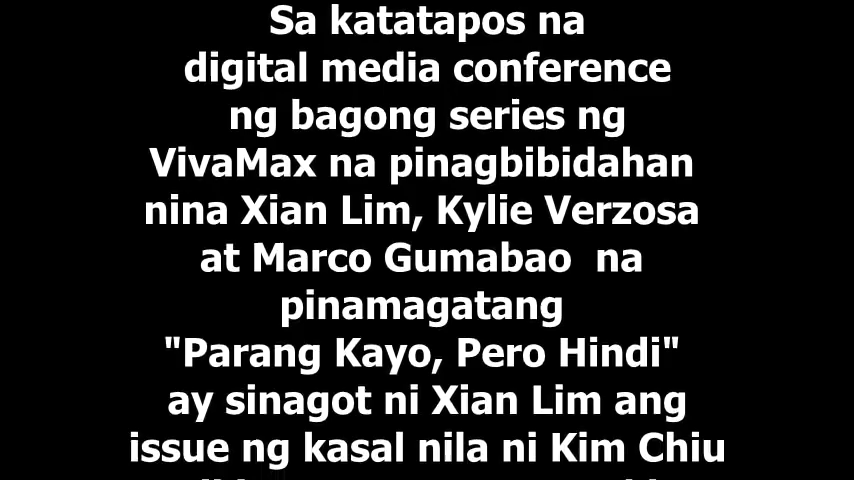 Sa katatapos na
digital media conference
ng bagong series ng
VivaMax na pinagbibidahan
nina Xian Lim, Kylie Verzosa
at Marco Gumabao na
pinamagatang
"Parang Kayo, Pero Hindi"
ay sinagot ni Xian Lim ang
issue ng kasal nila ni Kim Chiu